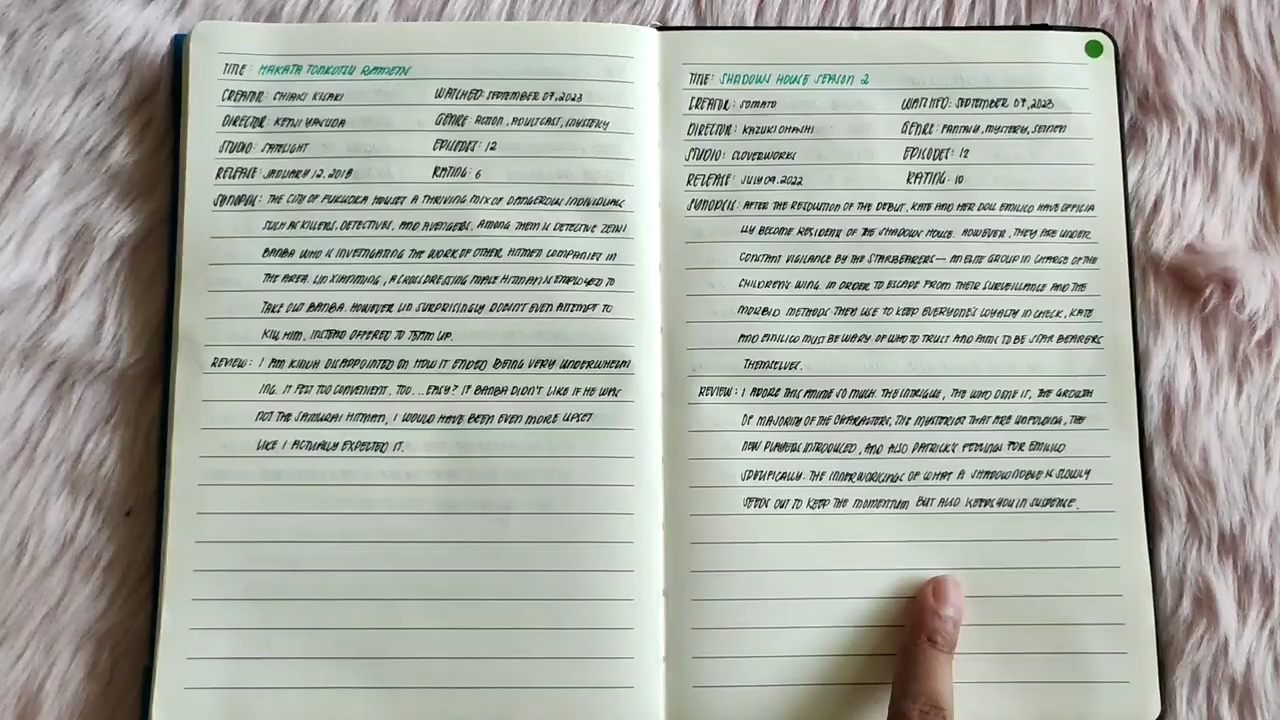 TITLE: HAKATA TONKOTSU RAMENS
CREATOR: CHIAKI KISAKI WATCHED: SEPTEMBER 07, 2023
DIRECTOR: KENJI YASUDA GENRE: ACTION, ADULT CAST, MYSTERY
STUDIO: SATELIGHT EPISODES: 12
RELEASE: JANUARY 12, 2018 RATING: 6
SYNOPSIS: THE CITY OF FUKUOKA HOUSES A THRIVING MIX OF DANGEROUS INDIVIDUALS
SUCH AS KILLERS, DETECTIVES, AND AVENGERS. AMONG THEM IS DETECTIVE ZENJI
BANBA WHO IS INVESTIGATING THE WORK OF OTHER HITMEN COMPANIES IN
THE AREA. LIN XIANMING, A CROSSDRESSING MALE HITMAN IS EMPLOYED TO
TAKE OUT BANBA. HOWEVER LIN SURPRISINGLY DOESN'T EVEN ATTEMPT TO
KILL HIM, INSTEAD OFFERED TO TEAM UP.
REVIEW: I AM KINDA DISAPPOINTED ON HOW IT ENDED BEING VERY UNDERWHELM
ING. IT FELT TOO CONVENIENT, TOO... EASY? IF BANBA DIDN'T LIKE IF HE WAS
NOT THE SAMURAI HITMAN, I WOULD HAVE BEEN EVEN MORE UPSET
LIKE I ACTUALLY EXPECTED IT.
TITLE: SHADOWS HOUSE SEASON 2
CREATOR: SOMATO WATCHED: SEPTEMBER 07, 2023
DIRECTOR: KAZUKI OHASHI GENRE: FANTASY, MYSTERY, SEINEN
STUDIO: CLOVERWORKS EPISODES: 12
RELEASE: JULY 09, 2022 RATING: 10
SYNOPSIS: AFTER THE RESOLUTION OF THE DEBUT, KATE AND HER DOLL EMILICO HAVE OFFICIA
LLY BECOME RESIDENT OF THE SHADOWS HOUSE. HOWEVER, THEY ARE UNDER
CONSTANT VIGILANCE BY THE STARBEARERS— AN ELITE GROUP IN CHARGE OF THE
CHILDREN'S WING. IN ORDER TO ESCAPE FROM THEIR SURVEILLANCE AND THE
MORBID METHODS THEY USE TO KEEP EVERYONE'S LOYALTY IN CHECK, KATE
AND EMILICO MUST BE WARY OF WHO TO TRUST AND AIMS TO BE STAR BEARERS
THEMSELVES.
REVIEW: I ADORE THIS ANIME SO MUCH. THE INTRIGUE, THE WHO DONE IT, THE GROWTH
OF MAJORITY OF THE CHARACTERS, THE MYSTERIES THAT ARE UNFOLDING, THE
NEW PLAYERS INTRODUCED, AND ALSO PATRICK'S FEELINGS FOR EMILICO
SPECIFICALLY. THE INNERWORKINGS OF WHAT A SHADOW NOBLE IS SLOWLY
SEEPS OUT TO KEEP THE MOMENTUM BUT ALSO KEEPS YOU IN SUSPENCE.